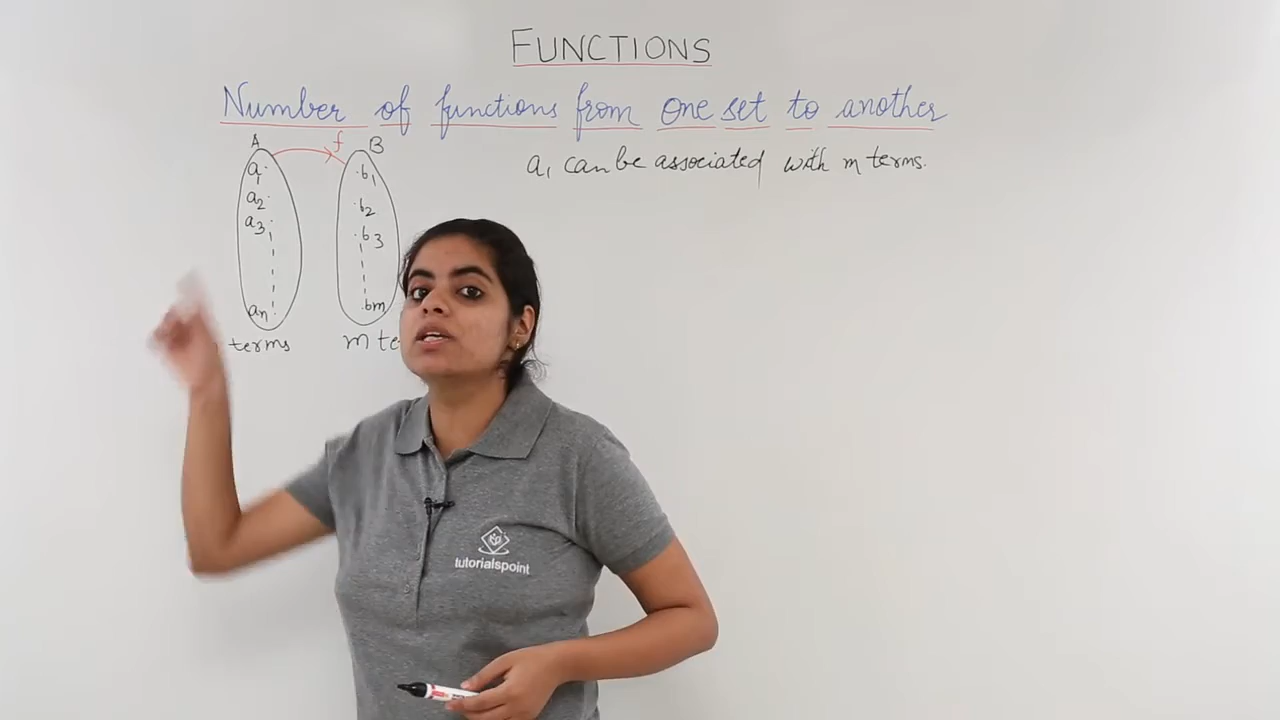 FUNCTIONS
Number of functions from one set to another
A f B
a1 can be associated with m terms.
a1 b1
a2 b2
a3 b3
an bm
terms m
tutorialspoint